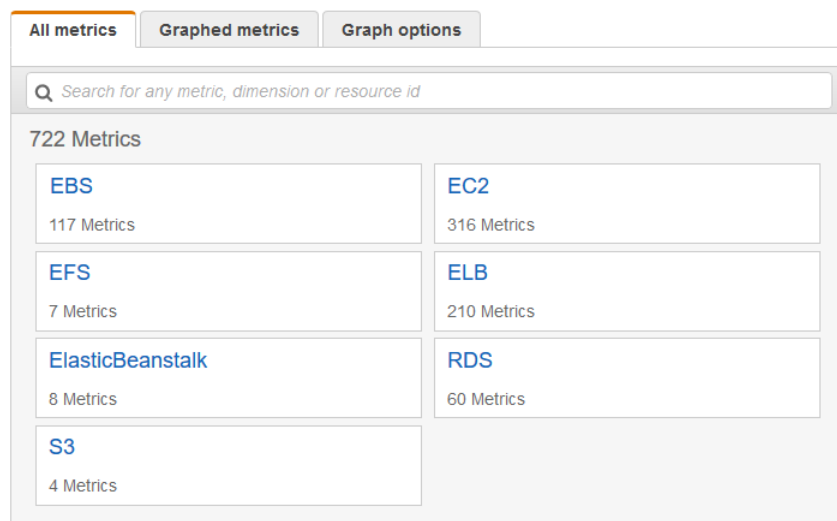 All metrics Graphed metrics Graph options
Search for any metric, dimension or resource id
722 Metrics
EBS
117 Metrics
EC2
316 Metrics
EFS
7 Metrics
ELB
210 Metrics
ElasticBeanstalk
8 Metrics
RDS
60 Metrics
S3
4 Metrics